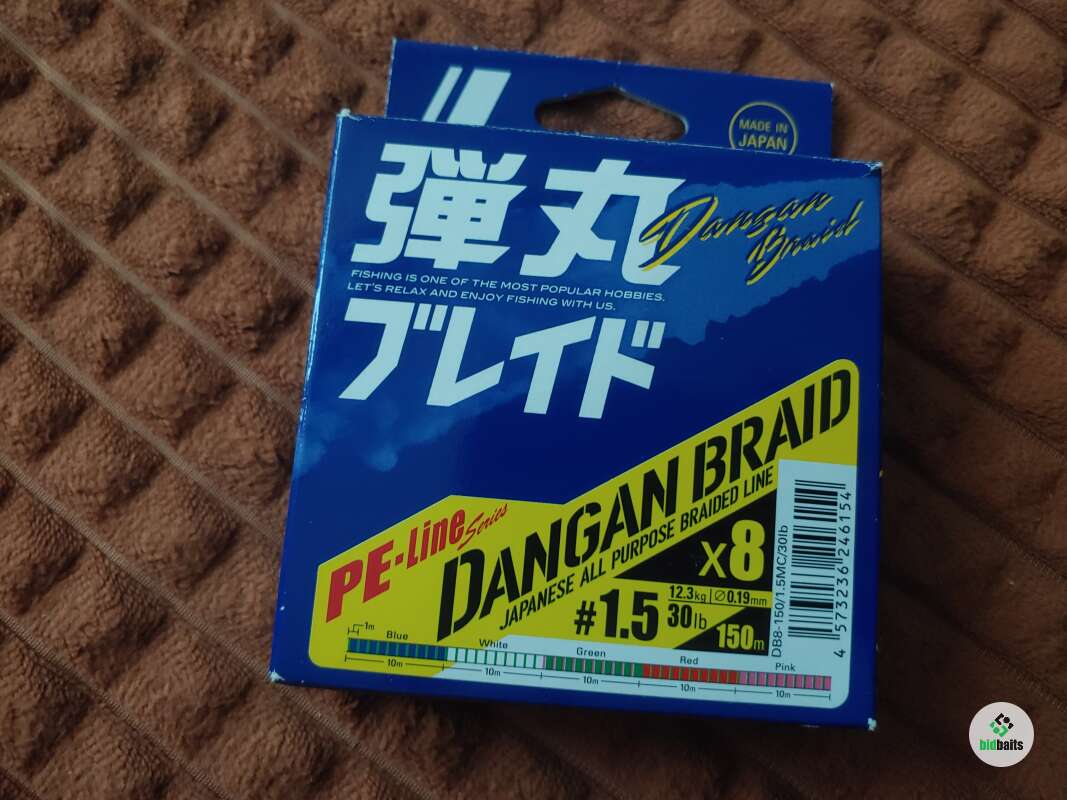 MADE IN
JAPAN
弾丸
Dangan
Braid
FISHING IS ONE OF THE MOST POPULAR HOBBIES.
LET'S RELAX AND ENJOY FISHING WITH US.
ブレイド
PE-Line Series
DANGAN BRAID
JAPANESE ALL PURPOSE BRAIDED LINE
X8
#1.5
12.3kg
Ø0.19mm
30lb
150m
DB8-150/1.5MC/30lb
4 573236 246154
1m
Blue
White
Green
Red
Pink
10m
10m
10m
10m
10m
bidbaits